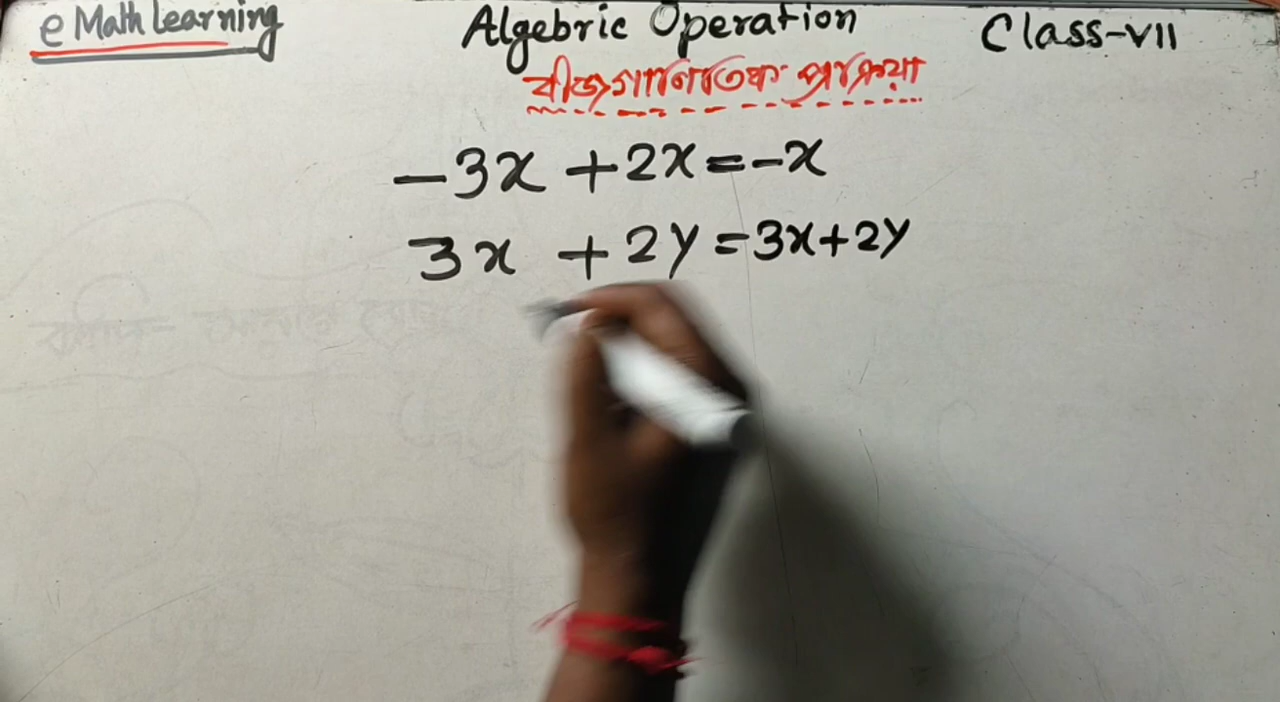 e Math Learning
Algebric Operation
Class-VII
বীজগাণিতিক প্রক্রিয়া
-3x +2x=-x
3x +2y=3x+2y